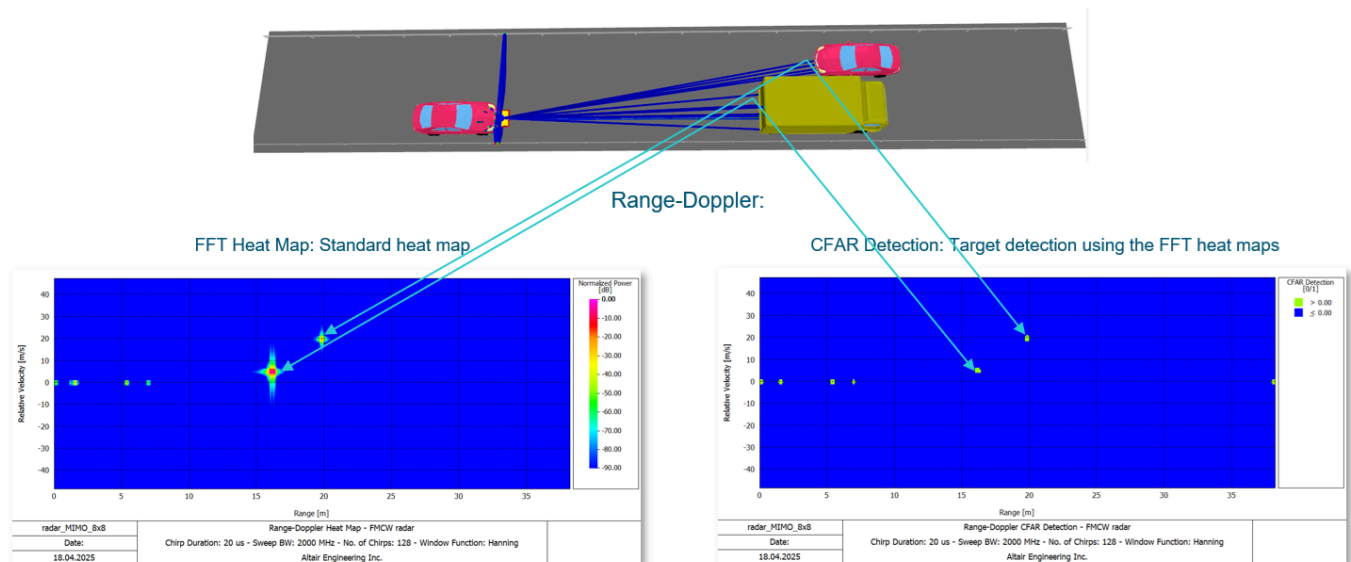 Range-Doppler:
FFT Heat Map: Standard heat map
CFAR Detection: Target detection using the FFT heat maps
Normalized Power
[dB]
0.00
-10.00
-20.00
-30.00
-40.00
-50.00
-60.00
-70.00
-80.00
-90.00
Relative Velocity [m/s]
40
30
20
10
0
-10
-20
-30
-40
0 5 10 15 20 25 30 35
Range [m]
radar_MIMO_8x8
Range-Doppler Heat Map - FMCW radar
Date:
Chirp Duration: 20 us - Sweep BW: 2000 MHz - No. of Chirps: 128 - Window Function: Hanning
18.04.2025
Altair Engineering Inc.
CFAR Detection
[0/1]
> 0.00
≤ 0.00
Relative Velocity [m/s]
40
30
20
10
0
-10
-20
-30
-40
0 5 10 15 20 25 30 35
Range [m]
radar_MIMO_8x8
Range-Doppler CFAR Detection - FMCW radar
Date:
Chirp Duration: 20 us - Sweep BW: 2000 MHz - No. of Chirps: 128 - Window Function: Hanning
18.04.2025
Altair Engineering Inc.